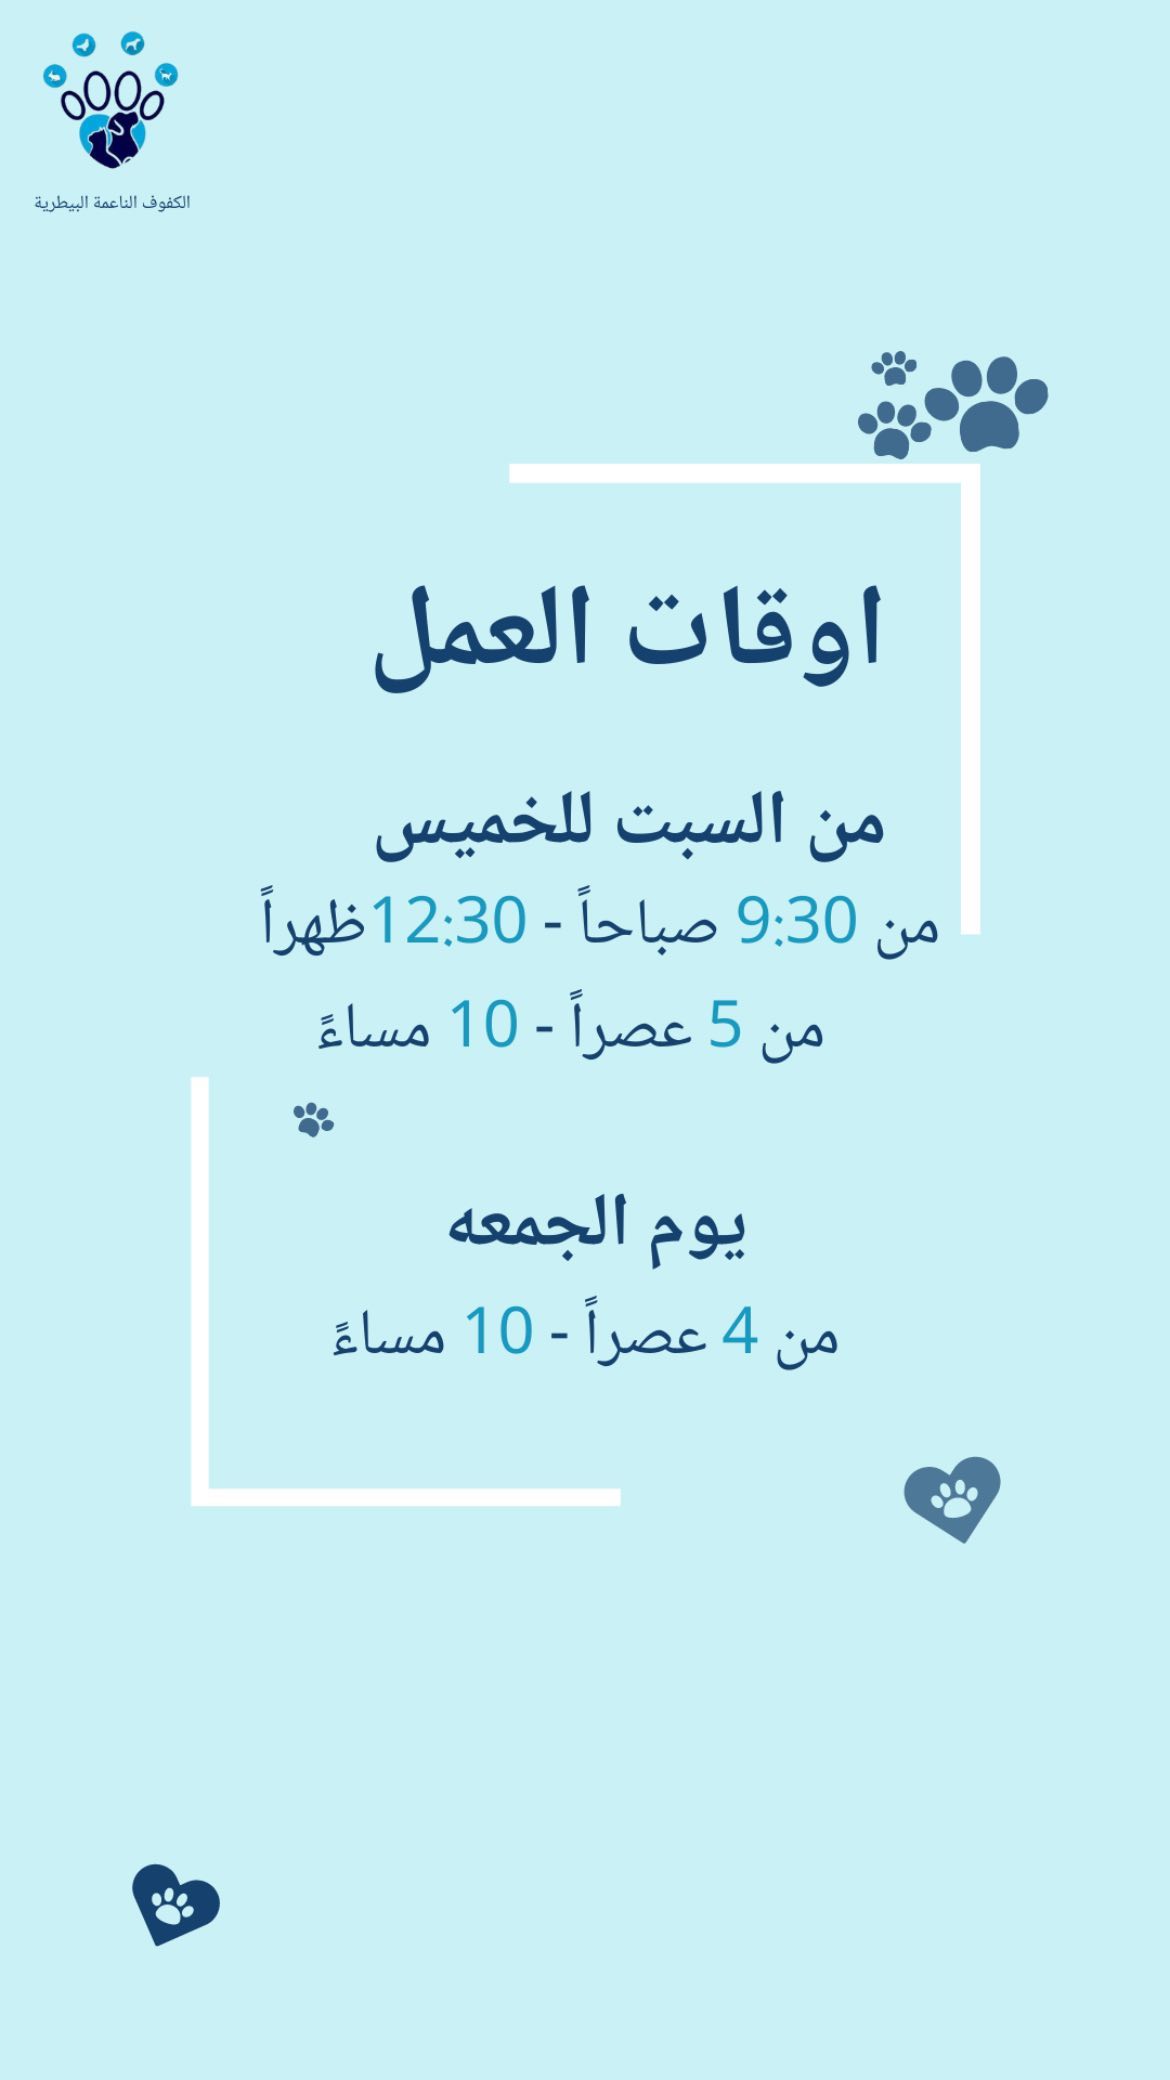 الكفوف الناعمة البيطرية
اوقات العمل
من السبت للخميس
من 9:30 صباحاً - 12:30ظهراً
من 5 عصراً - 10 مساءً
يوم الجمعه
من 4 عصراً - 10 مساءً